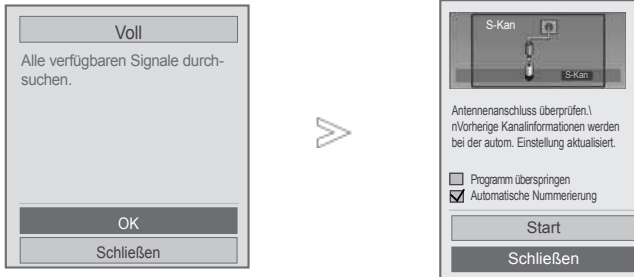 Voll
Alle verfügbaren Signale durch-
suchen.
OK
Schließen
S-Kan
S-Kan
Antennenanschluss überprüfen.\
nVorherige Kanalinformationen werden
bei der autom. Einstellung aktualisiert.
Programm überspringen
Automatische Nummerierung
Start
Schließen